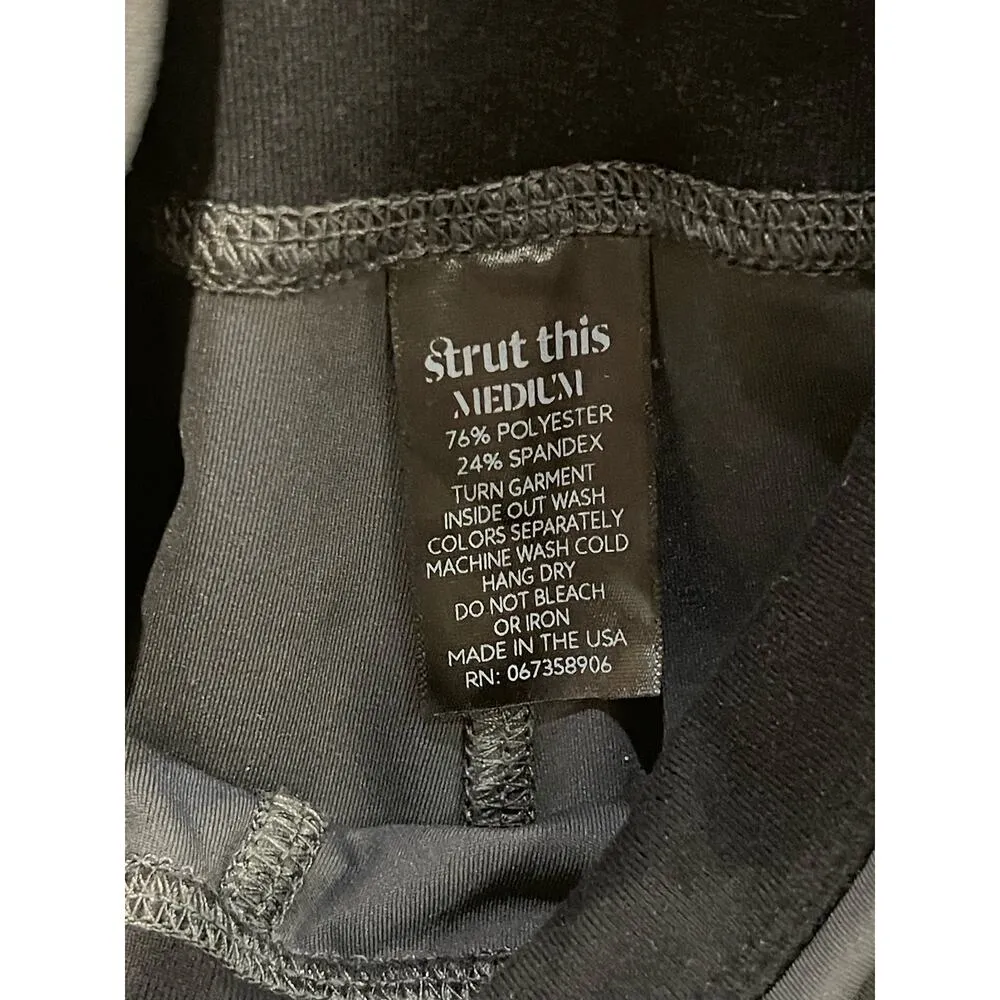 strut this
MEDIUM
76% POLYESTER
24% SPANDEX
TURN GARMENT
INSIDE OUT WASH
COLORS SEPARATELY
MACHINE WASH COLD
HANG DRY
DO NOT BLEACH
OR IRON
MADE IN THE USA
RN: 067358906